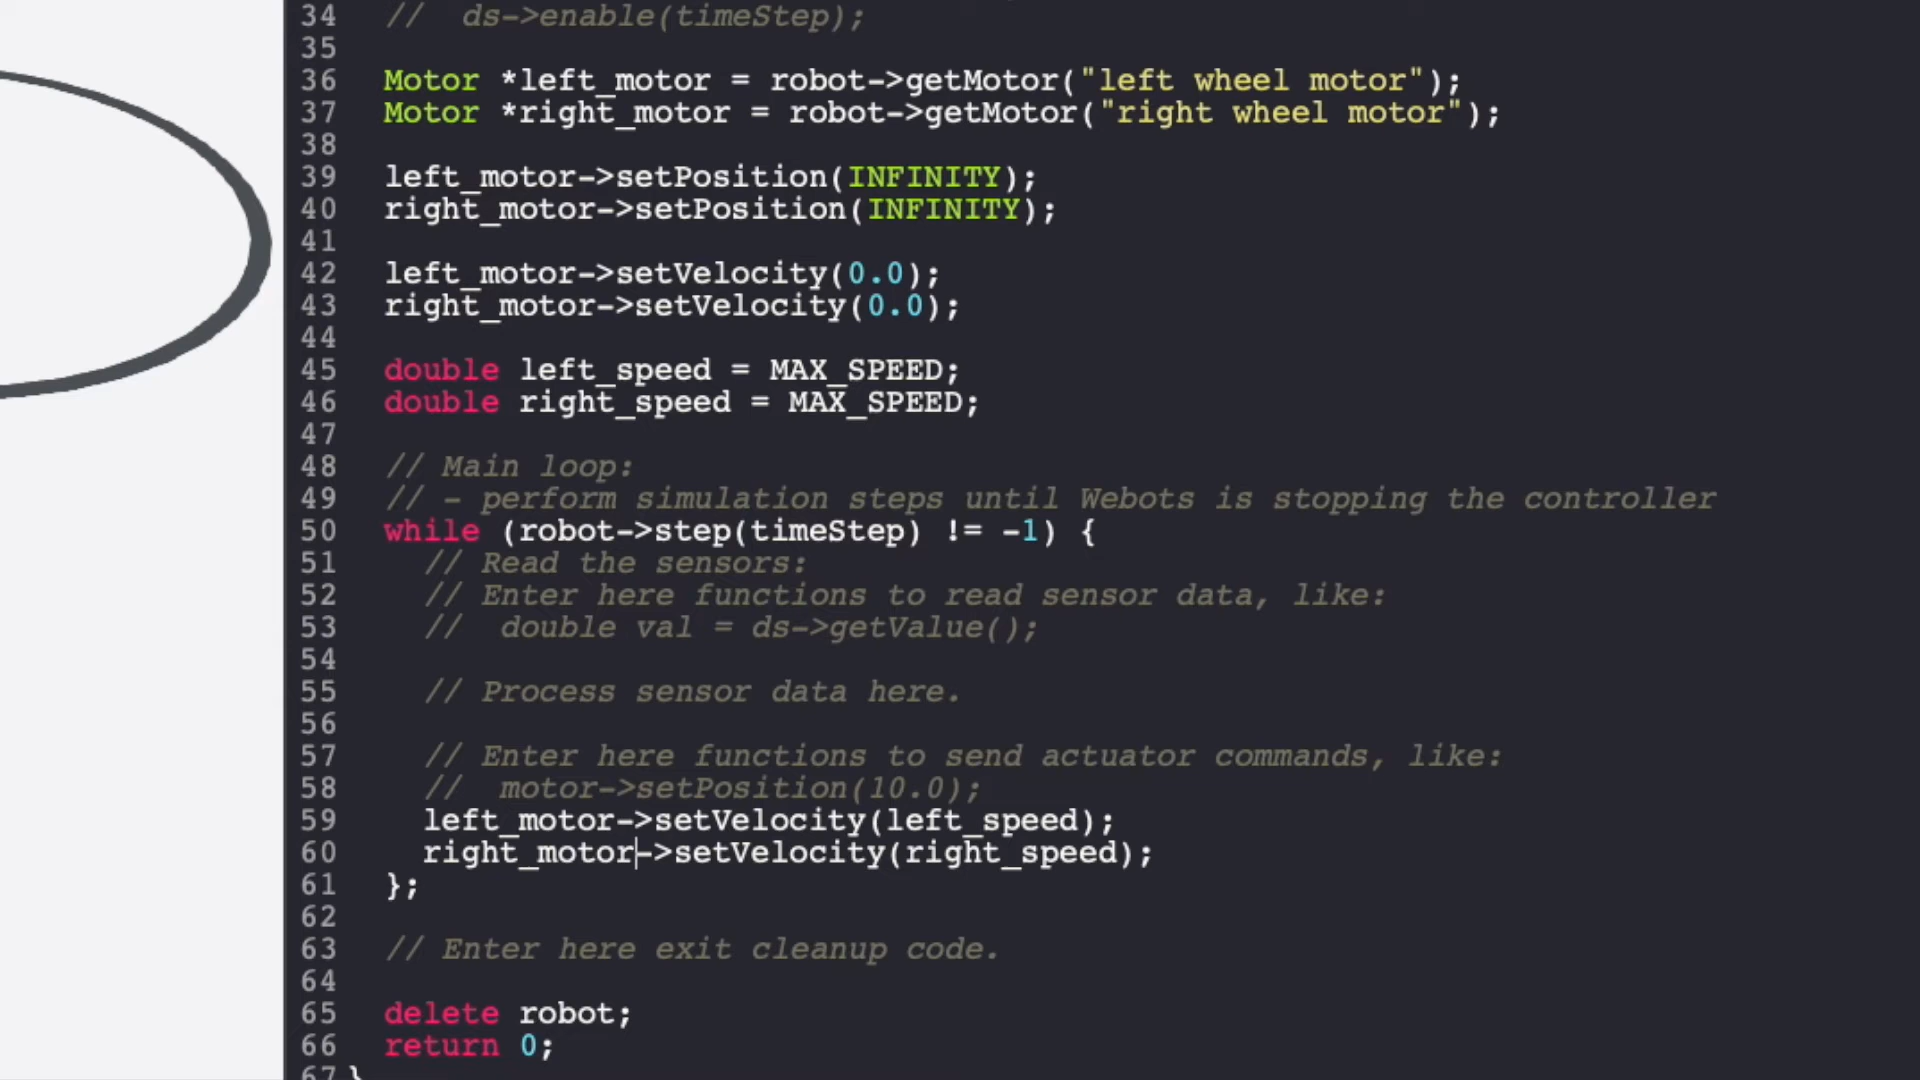 34 //  ds->enable(timeStep);
35
36 Motor *left_motor = robot->getMotor("left wheel motor");
37 Motor *right_motor = robot->getMotor("right wheel motor");
38
39 left_motor->setPosition(INFINITY);
40 right_motor->setPosition(INFINITY);
41
42 left_motor->setVelocity(0.0);
43 right_motor->setVelocity(0.0);
44
45 double left_speed = MAX_SPEED;
46 double right_speed = MAX_SPEED;
47
48 // Main loop:
49 // - perform simulation steps until Webots is stopping the controller
50 while (robot->step(timeStep) != -1) {
51   // Read the sensors:
52   // Enter here functions to read sensor data, like:
53   //  double val = ds->getValue();
54
55   // Process sensor data here.
56
57   // Enter here functions to send actuator commands, like:
58   //  motor->setPosition(10.0);
59   left_motor->setVelocity(left_speed);
60   right_motor->setVelocity(right_speed);
61 };
62
63 // Enter here exit cleanup code.
64
65 delete robot;
66 return 0;
67 }